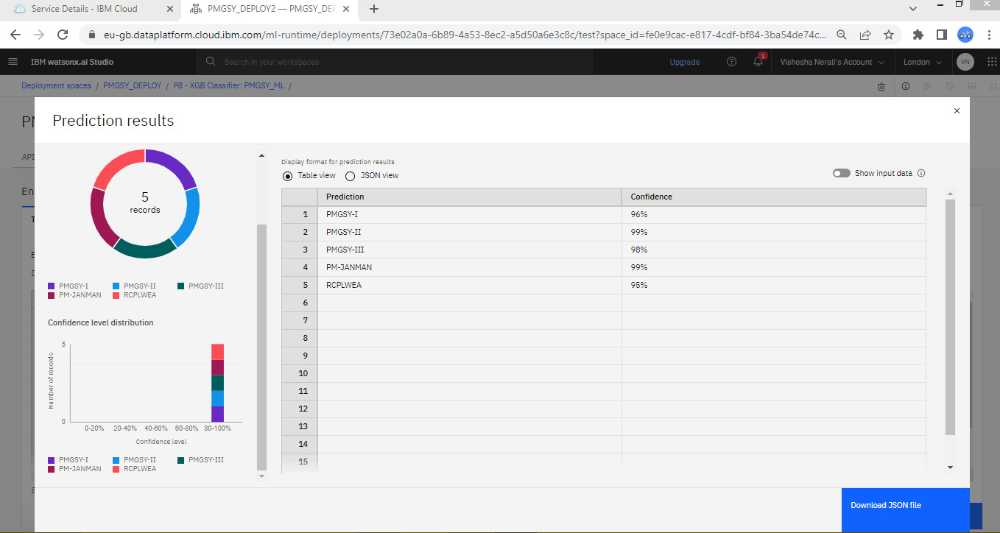 Service Details - IBM Cloud
PMGSY_DEPLOY2 — PMGSY_DEP
eu-gb.dataplatform.cloud.ibm.com/ml-runtime/deployments/73e02a0a-6b89-4a53-8ec2-a5d50a6e3c8c/test?space_id=fe0e9cac-e817-4cdf-bf84-3ba54de74c...
IBM watsonx.ai Studio
Search in your workspaces
Upgrade
1
Vishesha Nerali's Account
London
VN
Deployment spaces / PMGSY_DEPLOY / P8 - XGB Classifier: PMGSY_ML /
Prediction results
API
En
5
records
PMGSY-I PMGSY-II PMGSY-III
PM-JANMAN RCPLWEA
Confidence level distribution
Number of records
5
0
0-20% 20-40% 40-60% 60-80% 80-100%
Confidence level
PMGSY-I PMGSY-II PMGSY-III
PM-JANMAN RCPLWEA
Display format for prediction results
Table view JSON view
Show input data
Prediction Confidence
1 PMGSY-I 96%
2 PMGSY-II 99%
3 PMGSY-III 98%
4 PM-JANMAN 99%
5 RCPLWEA 95%
6
7
8
9
10
11
12
13
14
15
Download JSON file